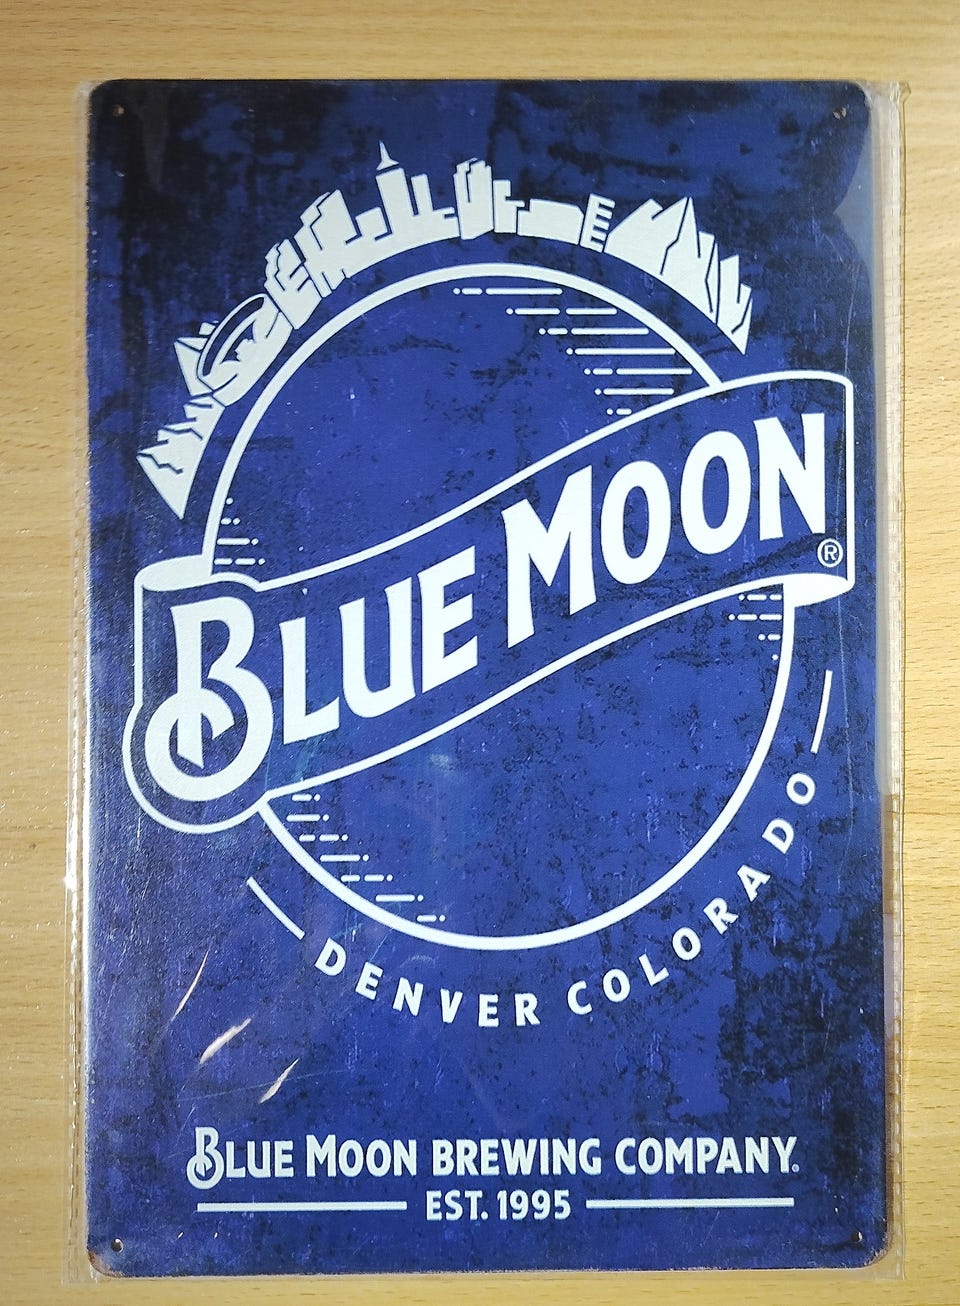 BLUE MOON®
DENVER COLORADO
BLUE MOON BREWING COMPANY.
EST. 1995